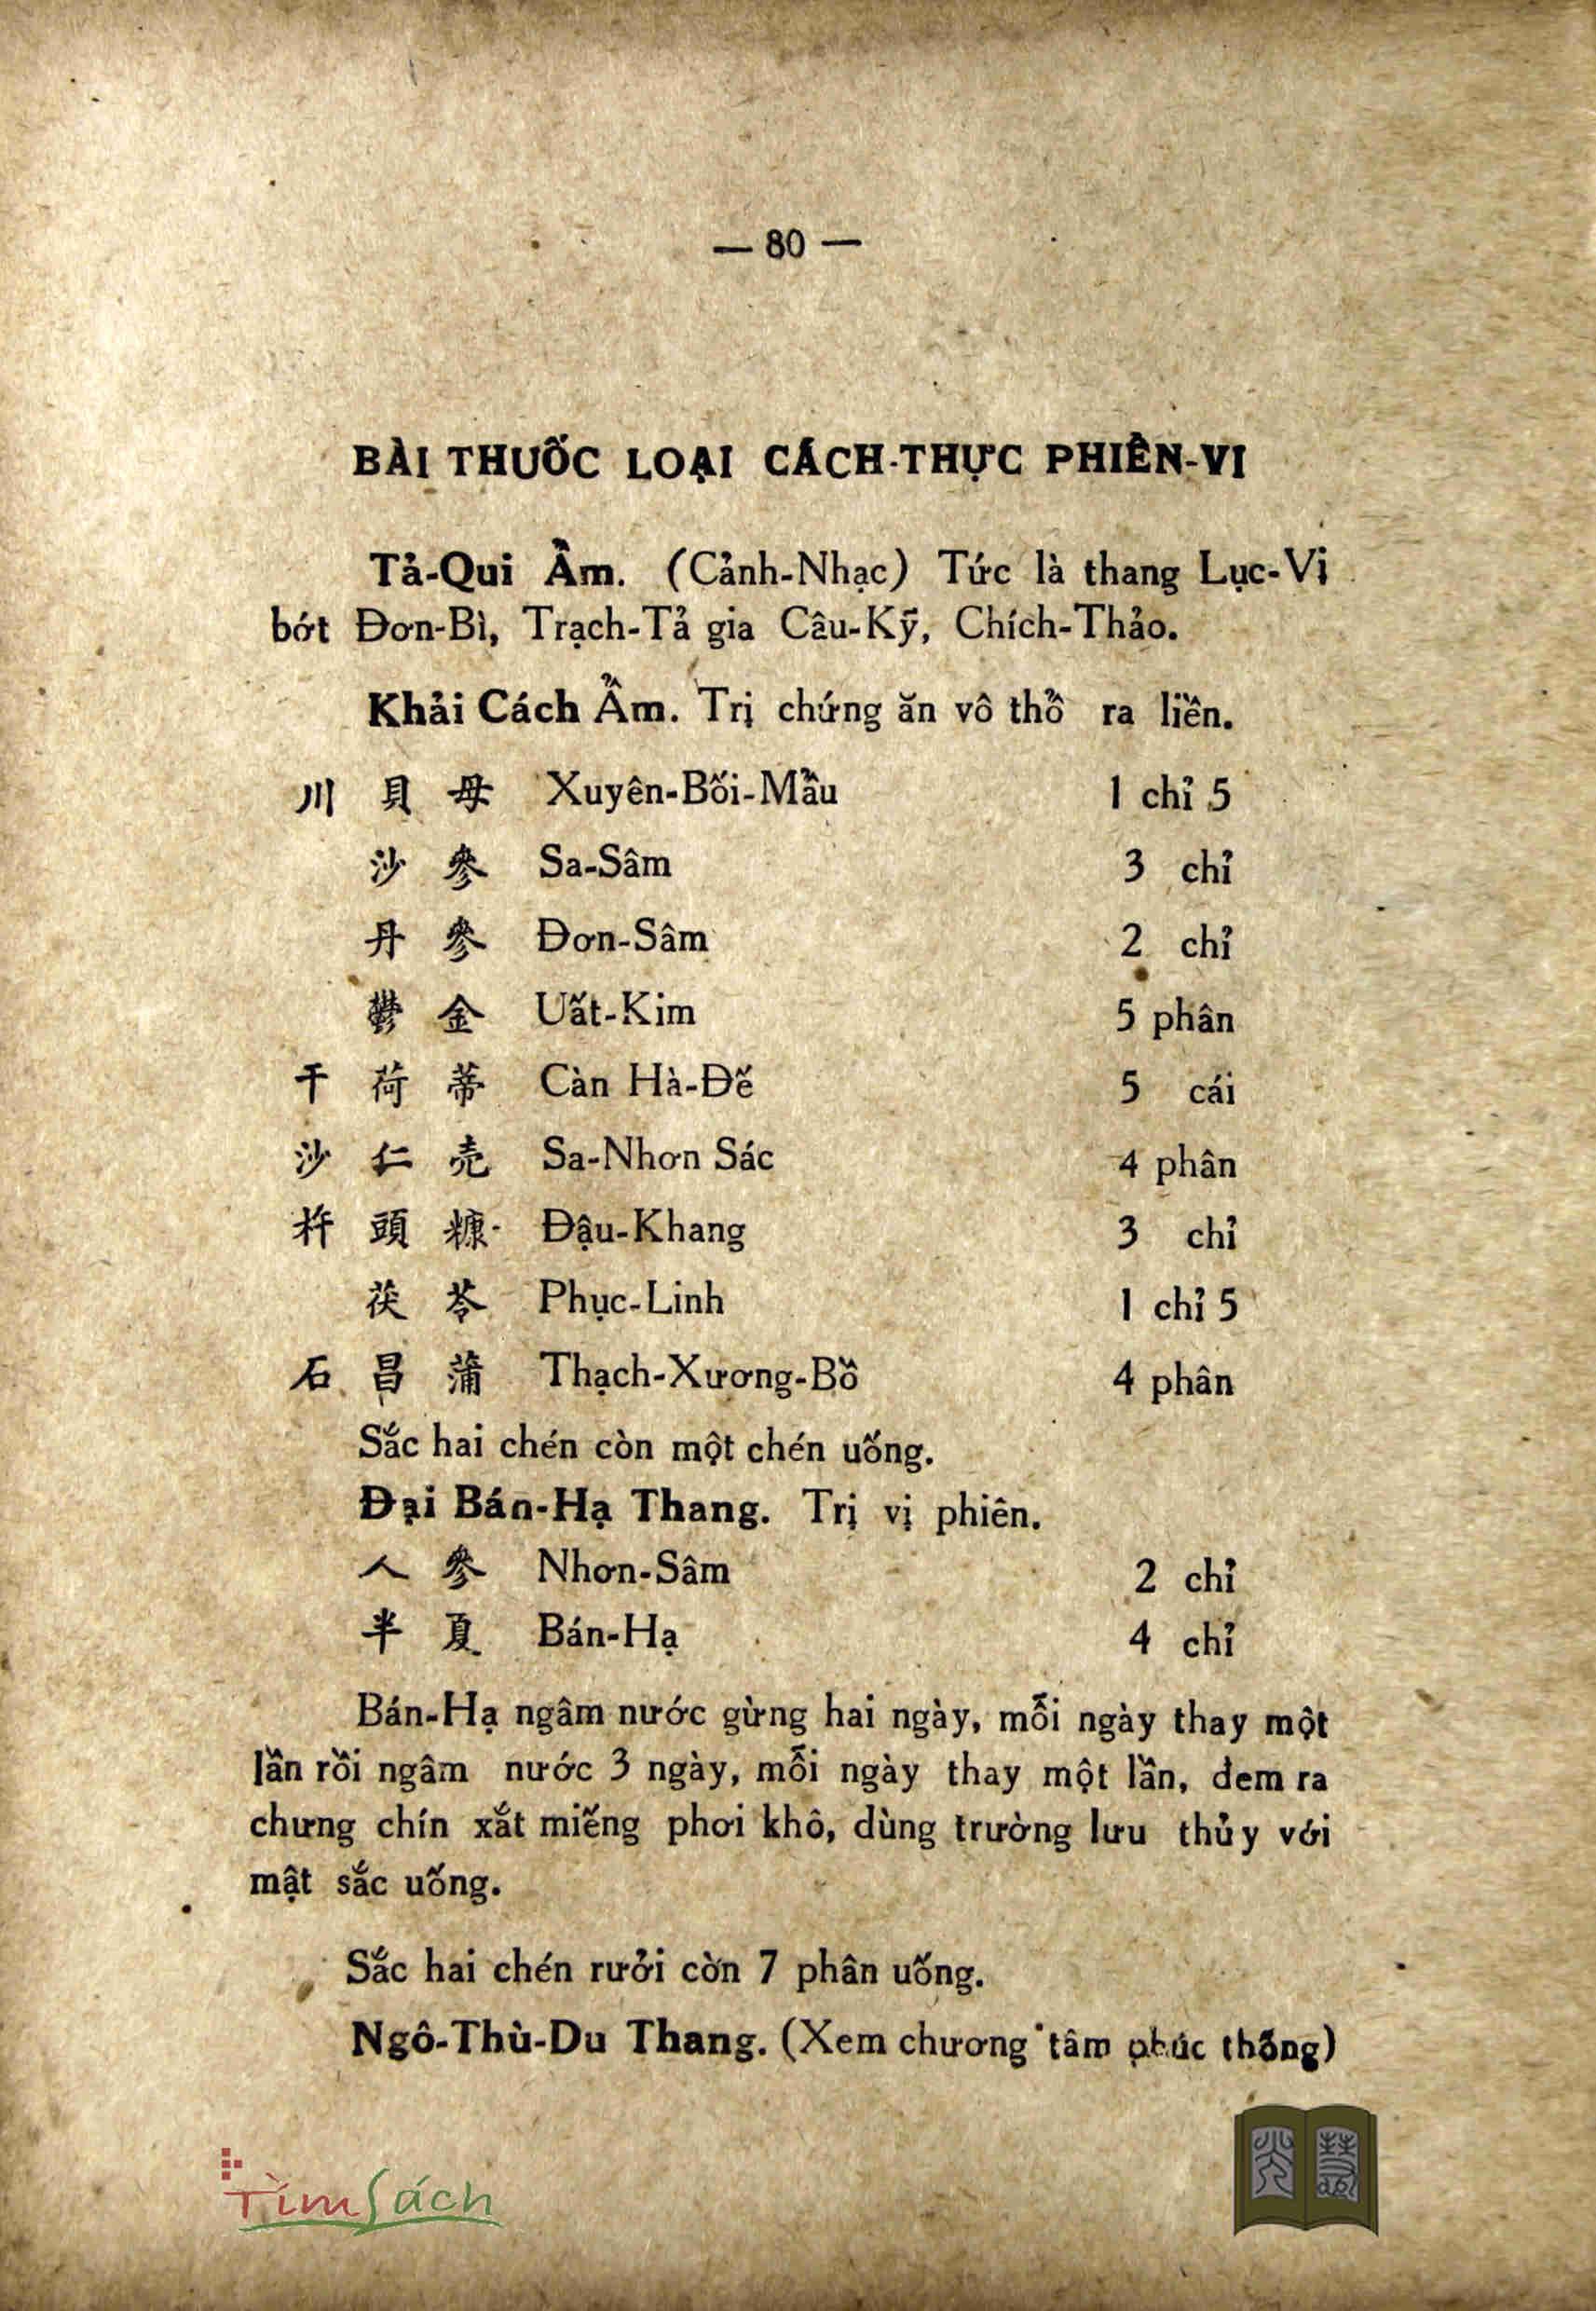 — 80 —
BÀI THUỐC LOẠI CÁCH-THỰC PHIÊN-VỊ
Tả-Qui Ẩm. (Cảnh-Nhạc) Tức là thang Lục-Vị
bớt Đơn-Bì, Trạch-Tả gia Câu-Kỹ, Chích-Thảo.
Khải Cách Ẩm. Trị chứng ăn vô thổ ra liền.
川 貝 母 Xuyên-Bối-Mẫu 1 chỉ 5
沙 參 Sa-Sâm 3 chỉ
丹 參 Đơn-Sâm 2 chỉ
鬱 金 Uất-Kim 5 phân
干 荷 蒂 Càn Hà-Đế 5 cái
沙 仁 壳 Sa-Nhơn Sác 4 phân
杵 頭 糠 Đậu-Khang 3 chỉ
茯 苓 Phục-Linh 1 chỉ 5
石 昌 蒲 Thạch-Xương-Bồ 4 phân
Sắc hai chén còn một chén uống.
Đại Bán-Hạ Thang. Trị vị phiên.
人 參 Nhơn-Sâm 2 chỉ
半 夏 Bán-Hạ 4 chỉ
Bán-Hạ ngâm nước gừng hai ngày, mỗi ngày thay một
lần rồi ngâm nước 3 ngày, mỗi ngày thay một lần, đem ra
chưng chín xắt miếng phơi khô, dùng trường lưu thủy với
mật sắc uống.
Sắc hai chén rưỡi còn 7 phân uống.
Ngô-Thù-Du Thang. (Xem chương tâm phúc thống)
TìmSách